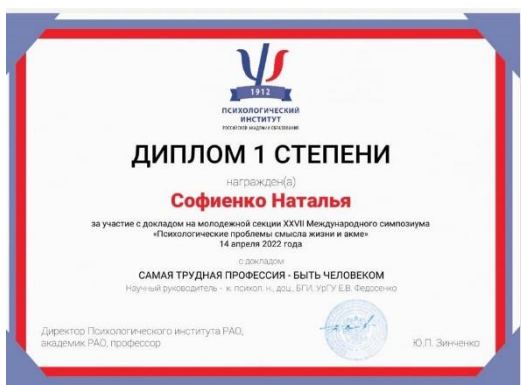 1912
ПСИХОЛОГИЧЕСКИЙ
ИНСТИТУТ
РОССИЙСКОЙ АКАДЕМИИ ОБРАЗОВАНИЯ
ДИПЛОМ 1 СТЕПЕНИ
награжден(а)
Софиенко Наталья
за участие с докладом на молодежной секции XXVII Международного симпозиума
«Психологические проблемы смысла жизни и акме»
14 апреля 2022 года
с докладом
САМАЯ ТРУДНАЯ ПРОФЕССИЯ - БЫТЬ ЧЕЛОВЕКОМ
Научный руководитель - к. психол. н., доц., БГИ, УрГУ Е.В. Федосенко
Директор Психологического института РАО,
академик РАО, профессор
Ю.П. Зинченко